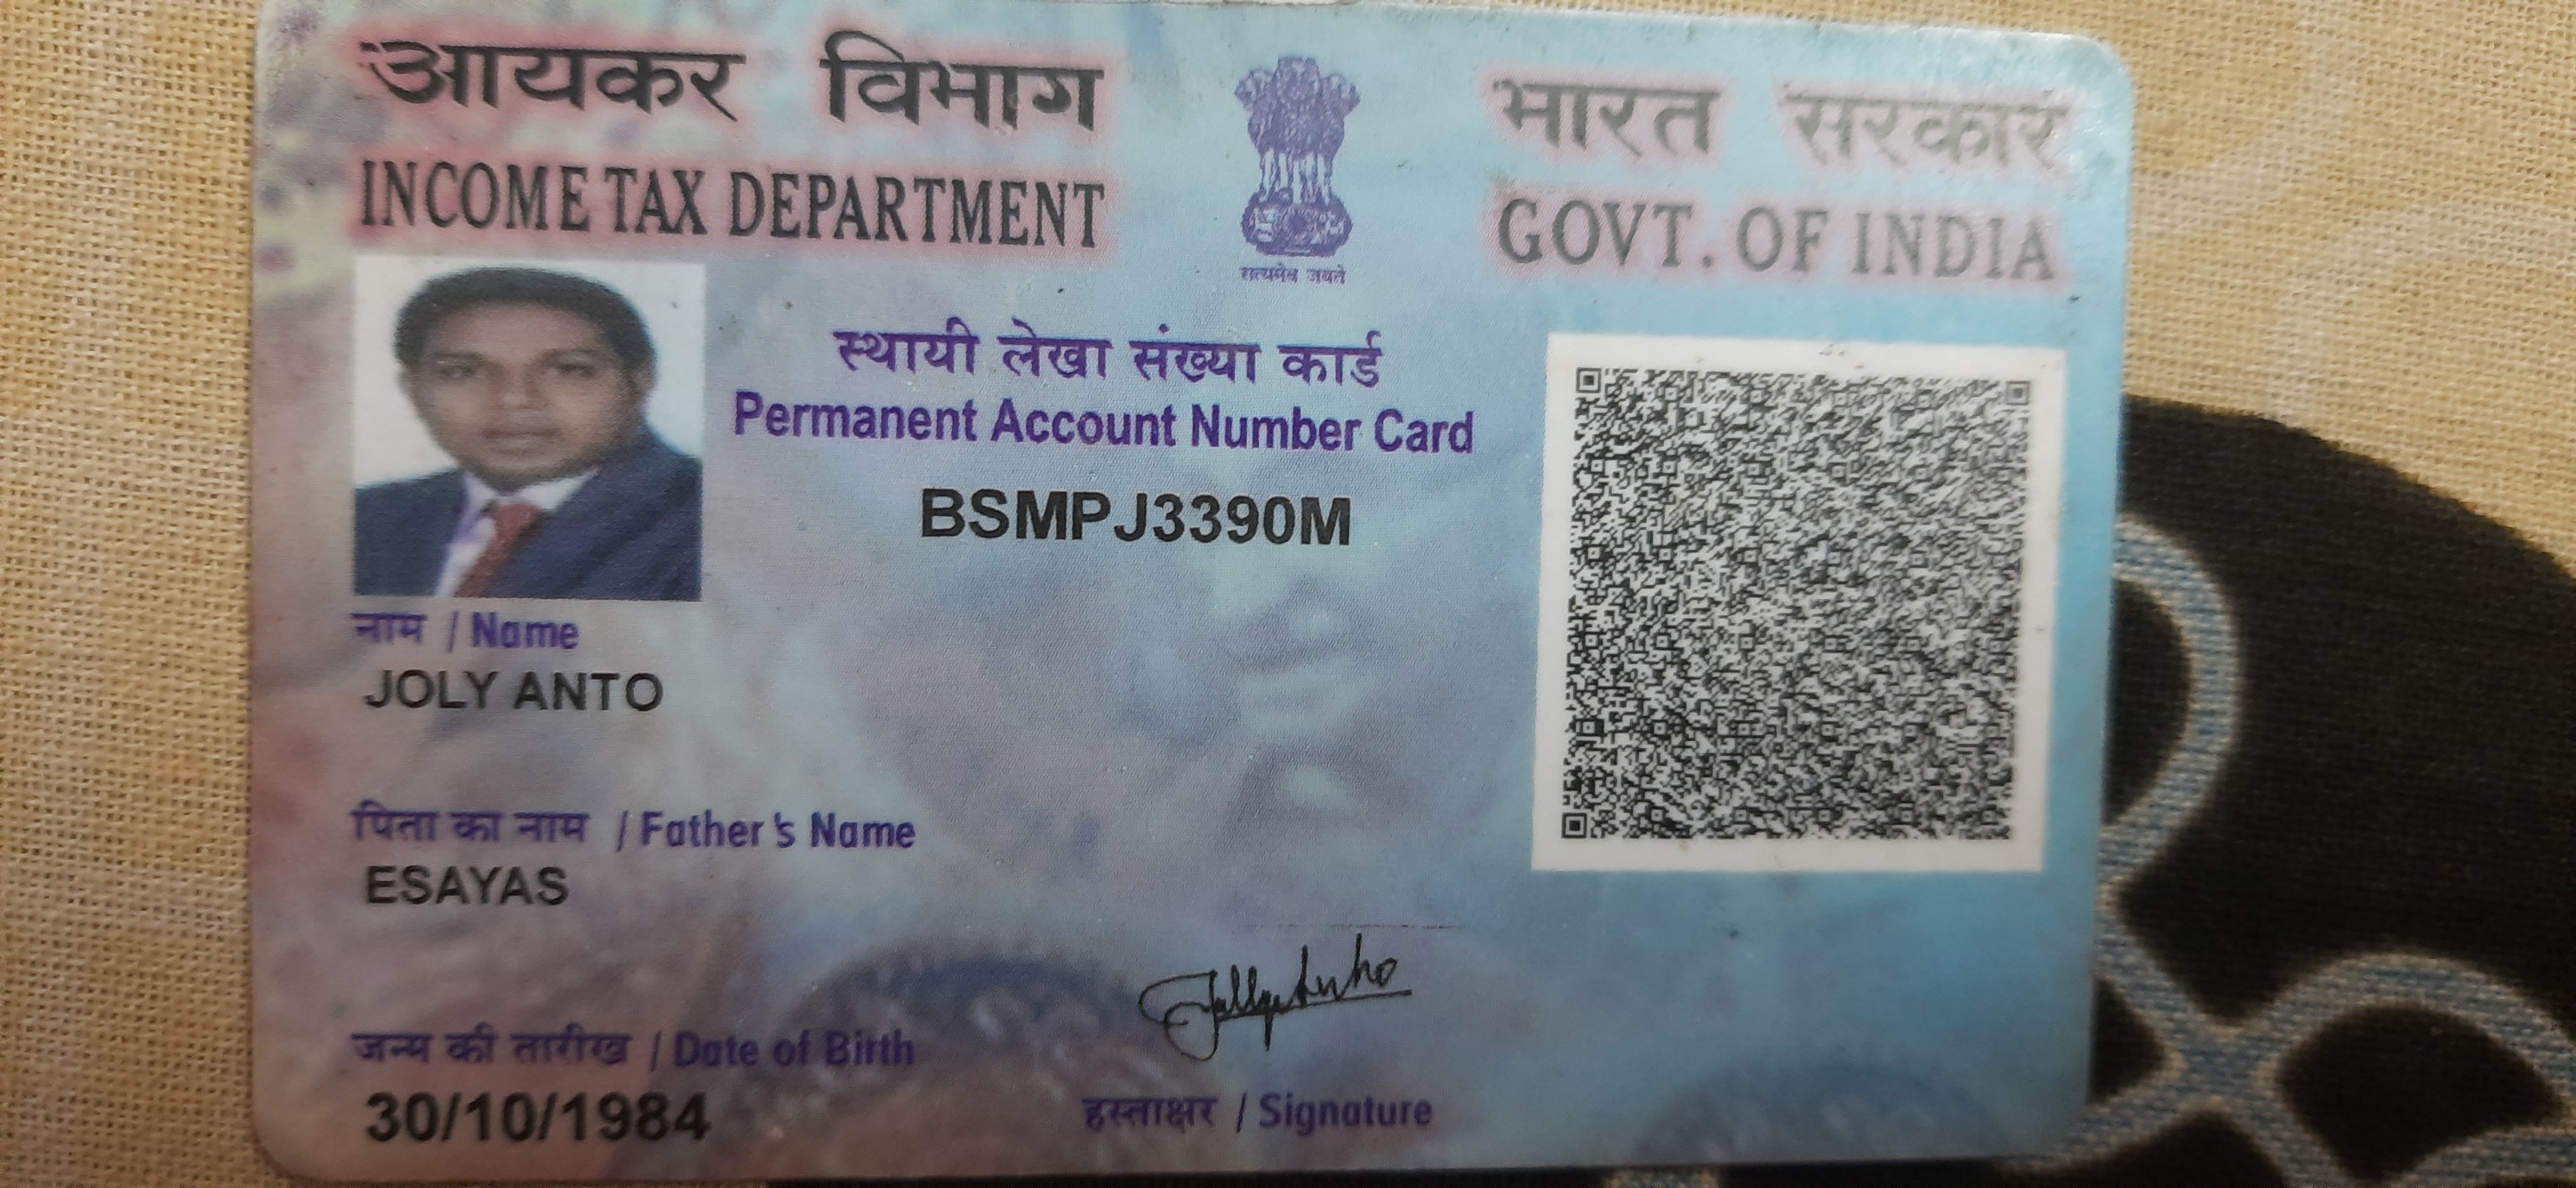 आयकर विभाग
INCOME TAX DEPARTMENT
सत्यमेव जयते
भारत सरकार
GOVT. OF INDIA
स्थायी लेखा संख्या कार्ड
Permanent Account Number Card
BSMPJ3390M
नाम / Name
JOLY ANTO
पिता का नाम / Father's Name
ESAYAS
जन्म की तारीख / Date of Birth
30/10/1984
हस्ताक्षर / Signature